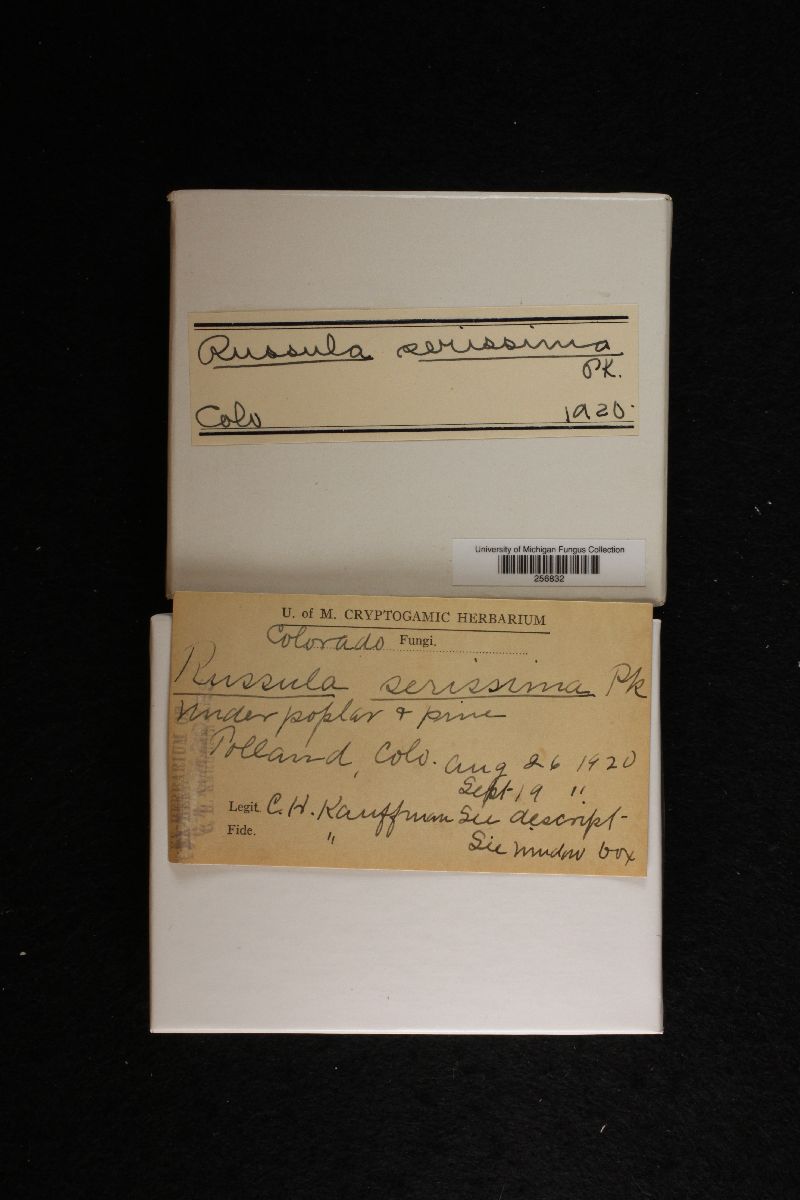 Russula serissima
Pk.
Colo 1920.
University of Michigan Fungus Collection
256832
U. of M. CRYPTOGAMIC HERBARIUM
Colorado Fungi.
Russula serissima Pk
Under poplar & pine
Tolland, Colo. Aug 26 1920
Sept 19 "
Legit. C. H. Kauffman See descript-
Fide. " See window box